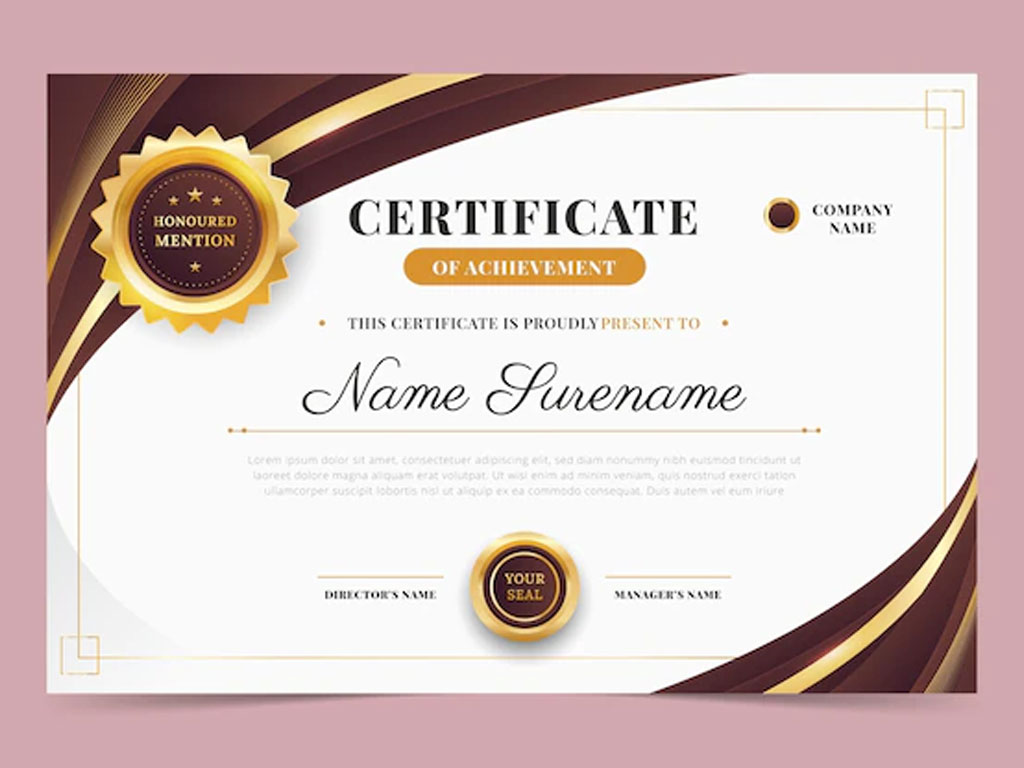 HONOURED
MENTION
CERTIFICATE
OF ACHIEVEMENT
COMPANY
NAME
THIS CERTIFICATE IS PROUDLY PRESENT TO
Name Surename
Lorem ipsum dolor sit amet, consectetuer adipiscing elit, sed diam nonummy nibh euismod tincidunt ut
laoreet dolore magna aliquam erat volutpat. Ut wisi enim ad minim veniam, quis nostrud exerci tation
ullamcorper suscipit lobortis nisl ut aliquip ex ea commodo consequat. Duis autem vel eum iriure
DIRECTOR'S NAME
YOUR
SEAL
MANAGER'S NAME